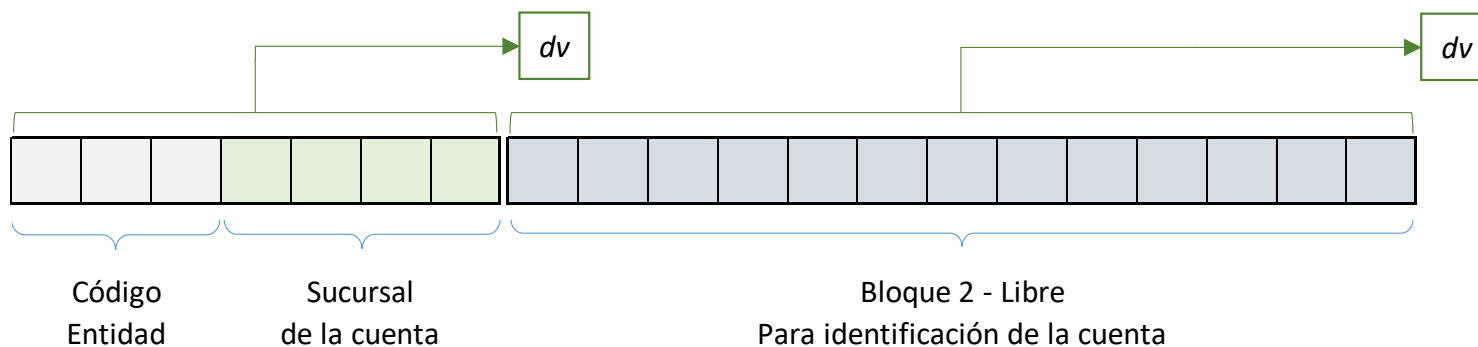 dv
dv
Código
Entidad
Sucursal
de la cuenta
Bloque 2 - Libre
Para identificación de la cuenta